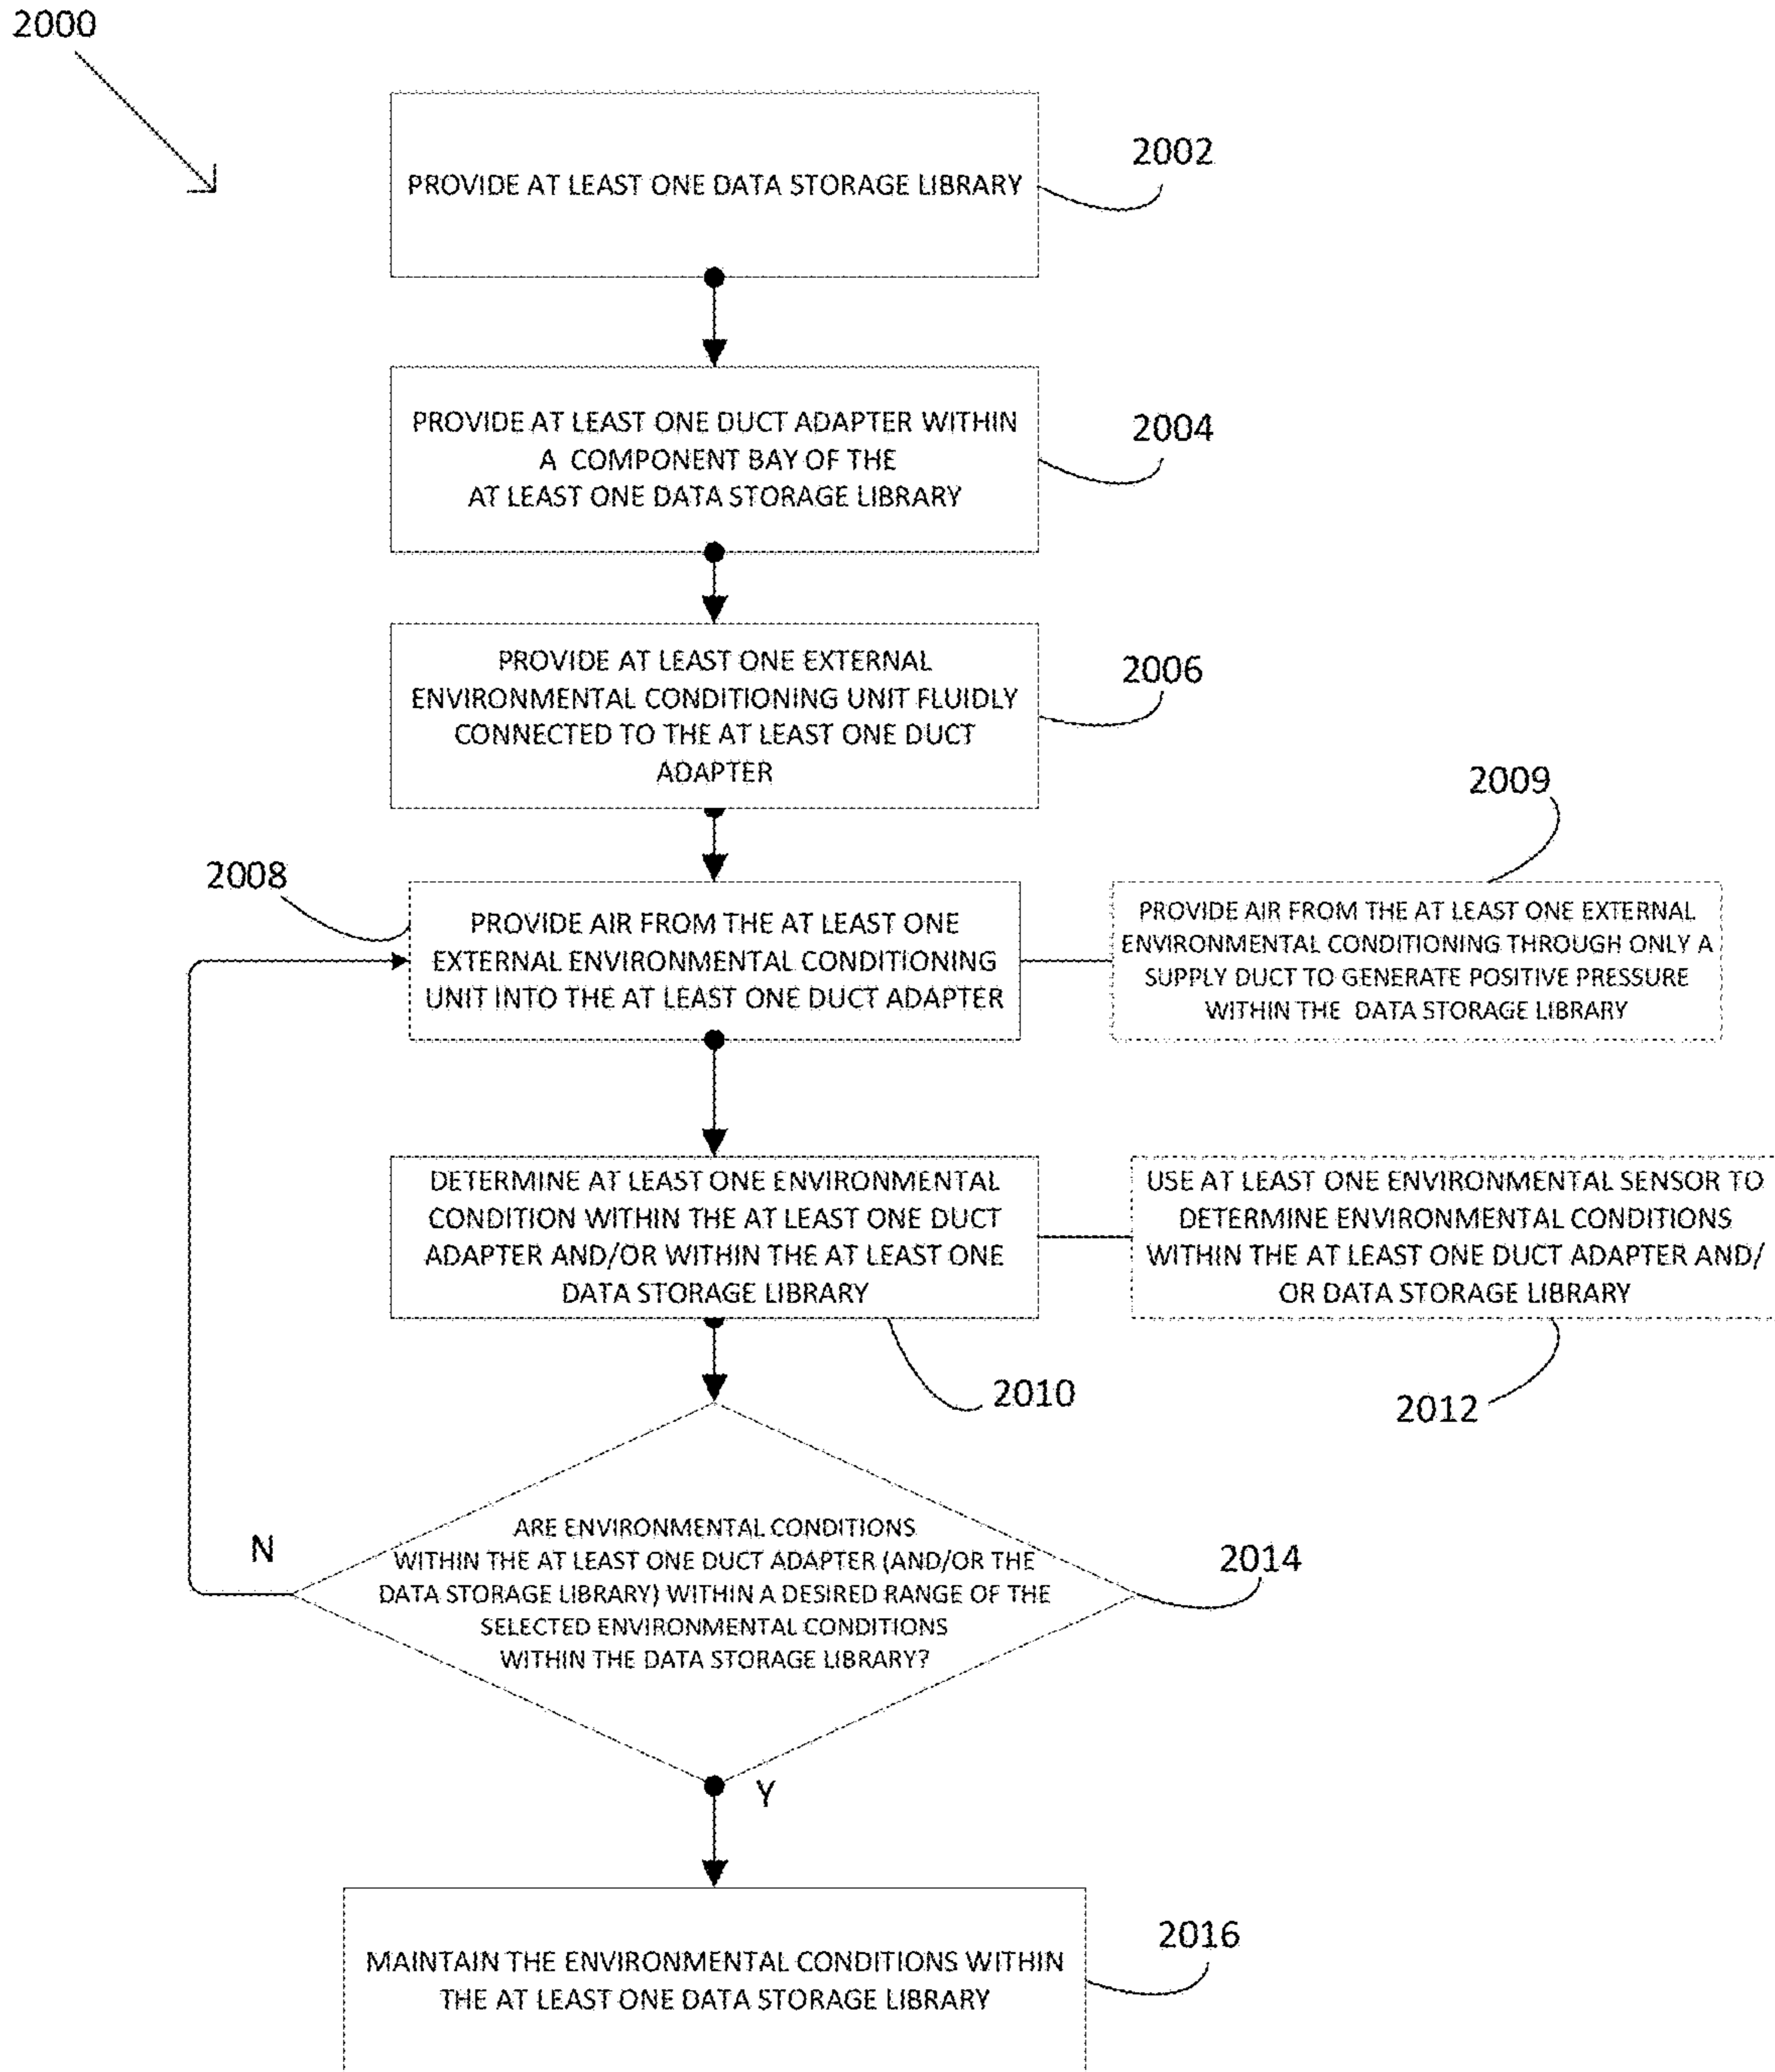 2000
PROVIDE AT LEAST ONE DATA STORAGE LIBRARY
2002
PROVIDE AT LEAST ONE DUCT ADAPTER WITHIN
A COMPONENT BAY OF THE
AT LEAST ONE DATA STORAGE LIBRARY
2004
PROVIDE AT LEAST ONE EXTERNAL
ENVIRONMENTAL CONDITIONING UNIT FLUIDLY
CONNECTED TO THE AT LEAST ONE DUCT
ADAPTER
2006
2008
PROVIDE AIR FROM THE AT LEAST ONE
EXTERNAL ENVIRONMENTAL CONDITIONING
UNIT INTO THE AT LEAST ONE DUCT ADAPTER
2009
PROVIDE AIR FROM THE AT LEAST ONE EXTERNAL
ENVIRONMENTAL CONDITIONING THROUGH ONLY A
SUPPLY DUCT TO GENERATE POSITIVE PRESSURE
WITHIN THE DATA STORAGE LIBRARY
DETERMINE AT LEAST ONE ENVIRONMENTAL
CONDITION WITHIN THE AT LEAST ONE DUCT
ADAPTER AND/OR WITHIN THE AT LEAST ONE
DATA STORAGE LIBRARY
2010
USE AT LEAST ONE ENVIRONMENTAL SENSOR TO
DETERMINE ENVIRONMENTAL CONDITIONS
WITHIN THE AT LEAST ONE DUCT ADAPTER AND/
OR DATA STORAGE LIBRARY
2012
ARE ENVIRONMENTAL CONDITIONS
WITHIN THE AT LEAST ONE DUCT ADAPTER (AND/OR THE
DATA STORAGE LIBRARY) WITHIN A DESIRED RANGE OF THE
SELECTED ENVIRONMENTAL CONDITIONS
WITHIN THE DATA STORAGE LIBRARY?
2014
N
Y
MAINTAIN THE ENVIRONMENTAL CONDITIONS WITHIN
THE AT LEAST ONE DATA STORAGE LIBRARY
2016